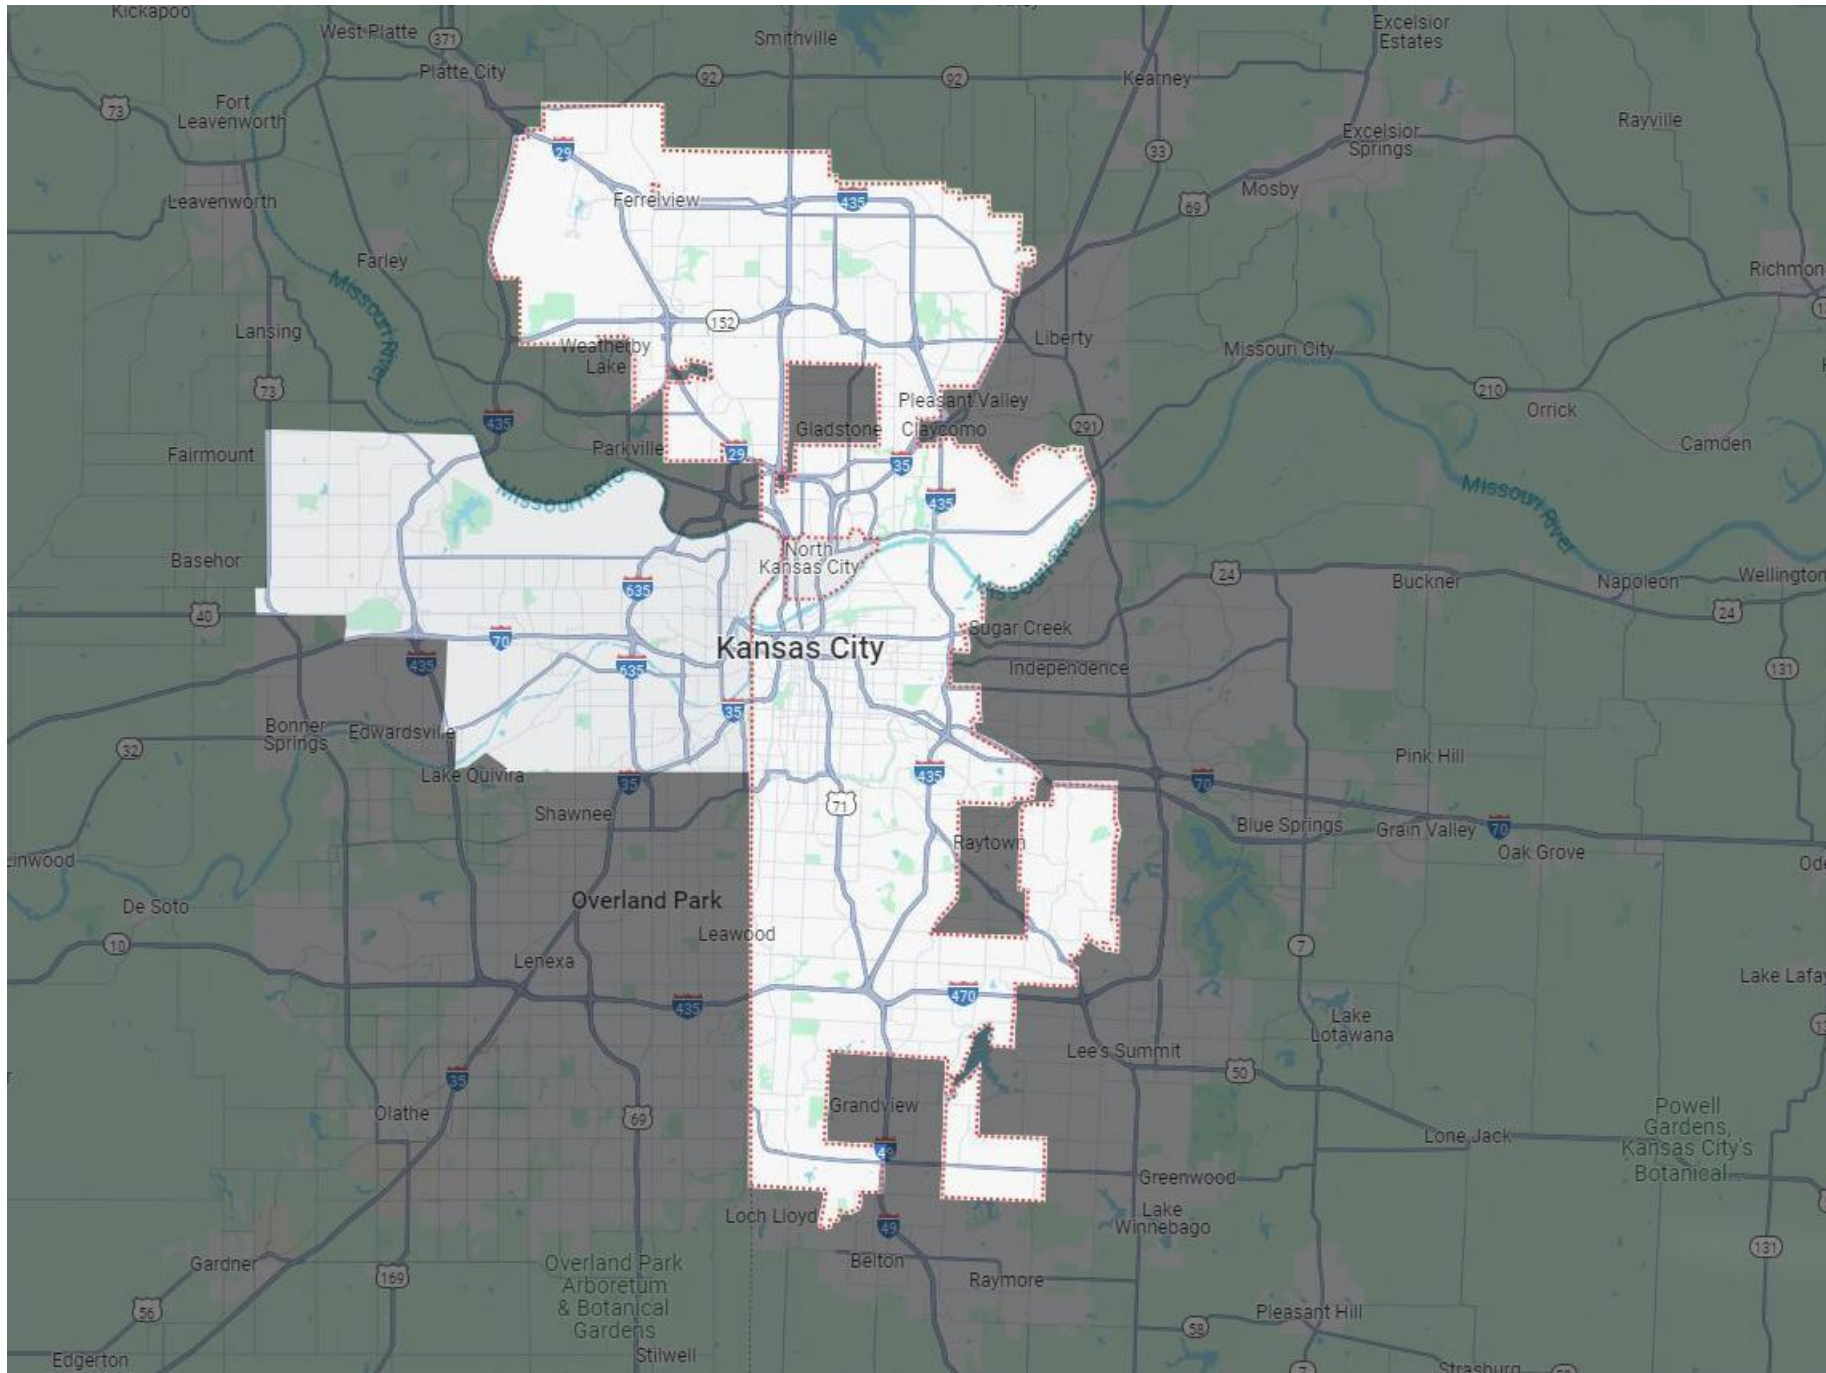 Kickapoo
West Platte
371
Smithville
Excelsior
Estates
Platte City
92
92
Kearney
73
Fort
Leavenworth
Rayville
Excelsior
Springs
29
33
Mosby
Leavenworth
Ferrelview
435
69
Farley
Missouri River
Richmon
Lansing
152
Liberty
Weatherby
Lake
Missouri City
73
210
Pleasant Valley
Orrick
435
Gladstone
Claycomo
291
Camden
Fairmount
Parkville
29
35
Missouri River
435
Missouri River
Basehor
North
Kansas City
Missouri River
24
Buckner
Napoleon
Wellington
635
40
24
Sugar Creek
70
Kansas City
435
635
Independence
131
35
Bonner
Springs
Edwardsville
32
Pink Hill
Lake Quivira
435
35
70
Shawnee
71
Blue Springs
Grain Valley
70
Raytown
Oak Grove
Linwood
Overland Park
De Soto
10
Leawood
7
Lenexa
Lake Lafay
435
470
Lake
Lotawana
Lee's Summit
50
35
Olathe
69
Grandview
Powell
Gardens,
Kansas City's
Botanical...
Lone Jack
49
Greenwood
Loch Lloyd
49
Lake
Winnebago
Belton
131
Gardner
169
Overland Park
Arboretum
& Botanical
Gardens
Raymore
56
Pleasant Hill
58
Edgerton
Stilwell
7
Strasburg